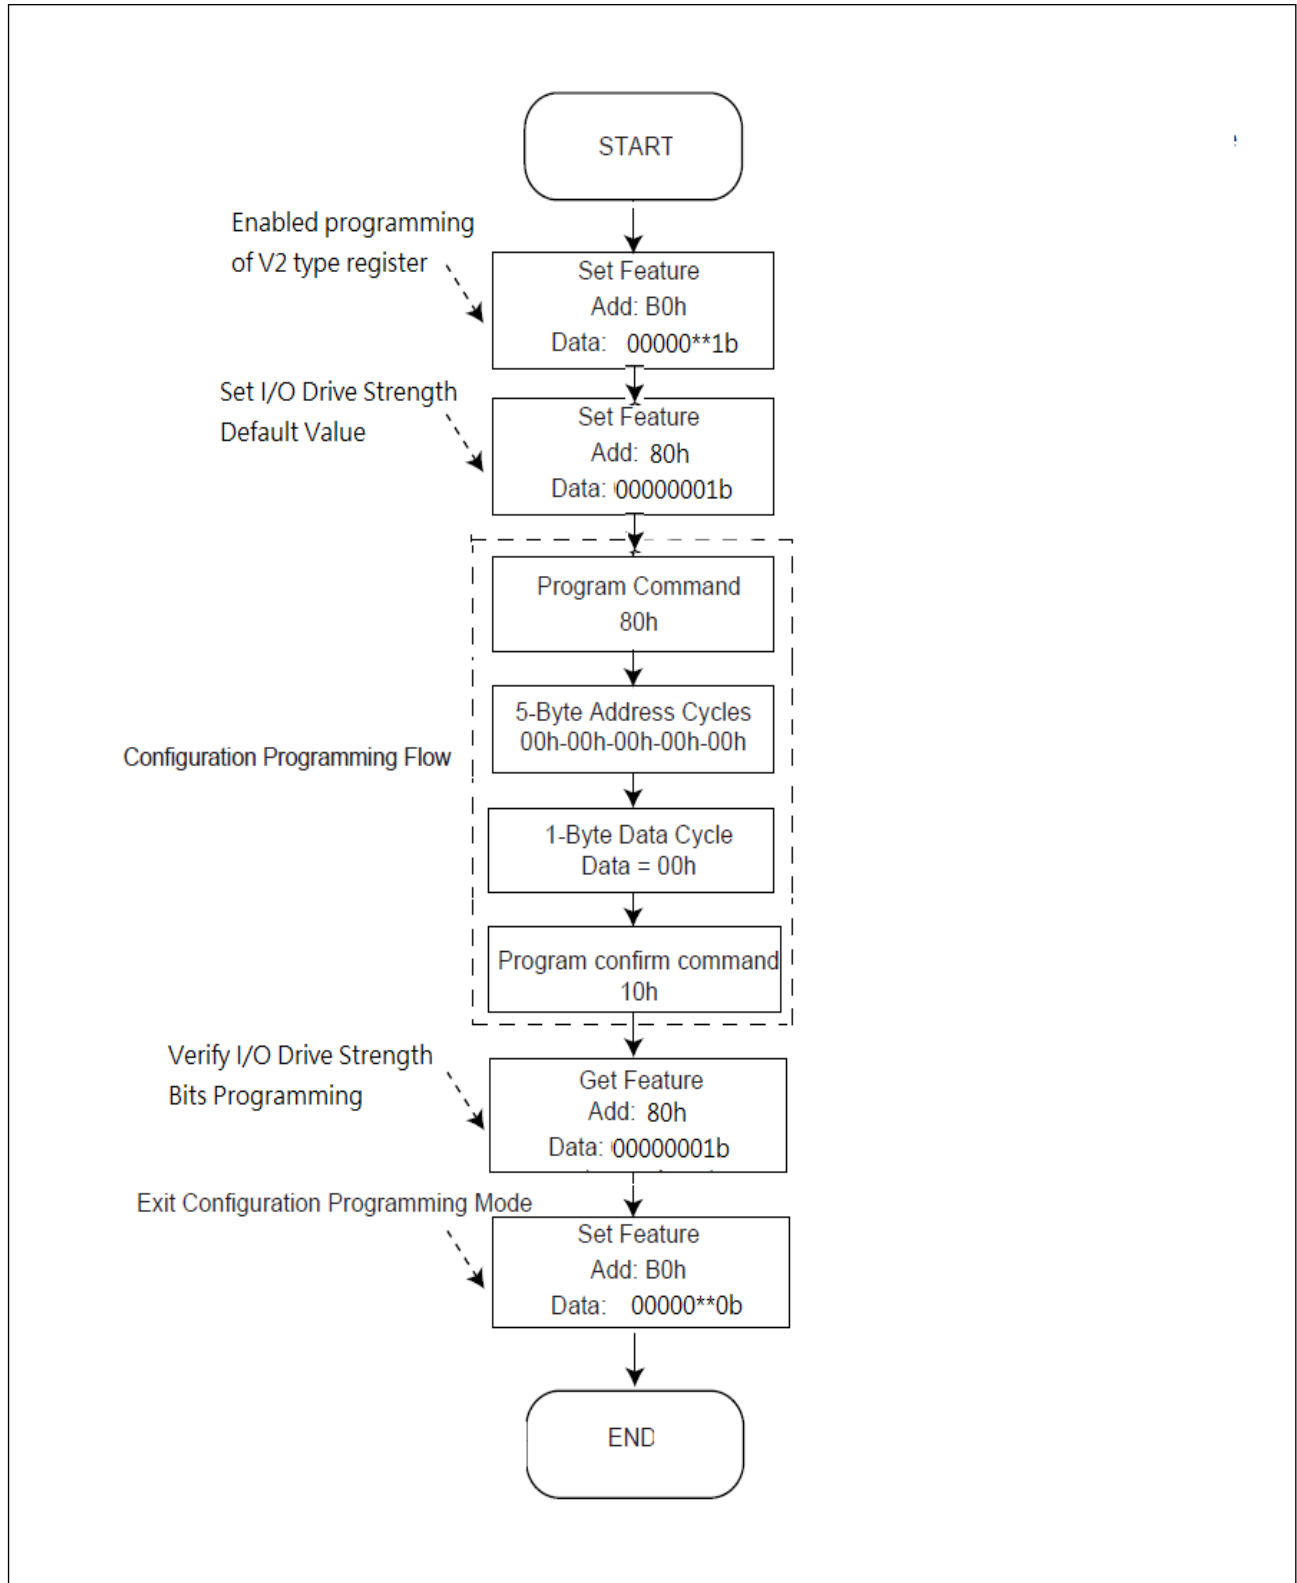 START
Enabled programming
of V2 type register
Set Feature
Add: B0h
Data: 00000**1b
Set I/O Drive Strength
Default Value
Set Feature
Add: 80h
Data: 00000001b
Program Command
80h
5-Byte Address Cycles
00h-00h-00h-00h-00h
Configuration Programming Flow
1-Byte Data Cycle
Data = 00h
Program confirm command
10h
Verify I/O Drive Strength
Bits Programming
Get Feature
Add: 80h
Data: 00000001b
Exit Configuration Programming Mode
Set Feature
Add: B0h
Data: 00000**0b
END